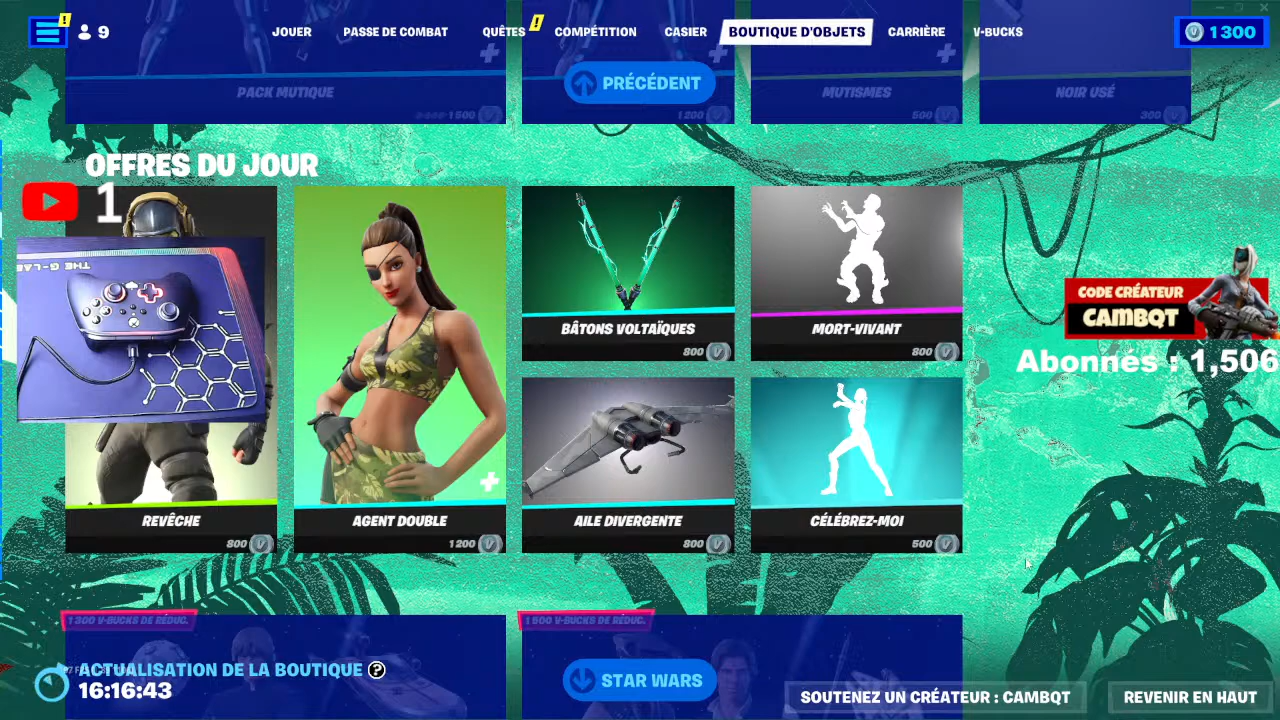 !
9
JOUER
PASSE DE COMBAT
QUÊTES
!
COMPÉTITION
CASIER
BOUTIQUE D'OBJETS
CARRIÈRE
V-BUCKS
1 300
PRÉCÉDENT
PACK MUTIQUE
1 500
1 200
MUTISMES
500
NOIR USÉ
300
OFFRES DU JOUR
1
THE G-LAB
REVÊCHE
800
AGENT DOUBLE
1 200
BÂTONS VOLTAÏQUES
800
MORT-VIVANT
800
AILE DIVERGENTE
800
CÉLÉBREZ-MOI
500
CODE CRÉATEUR
CAMBQT
Abonnés : 1,506
1 300 V-BUCKS DE RÉDUC.
1 500 V-BUCKS DE RÉDUC.
ACTUALISATION DE LA BOUTIQUE ?
16:16:43
STAR WARS
SOUTENEZ UN CRÉATEUR : CAMBQT
REVENIR EN HAUT